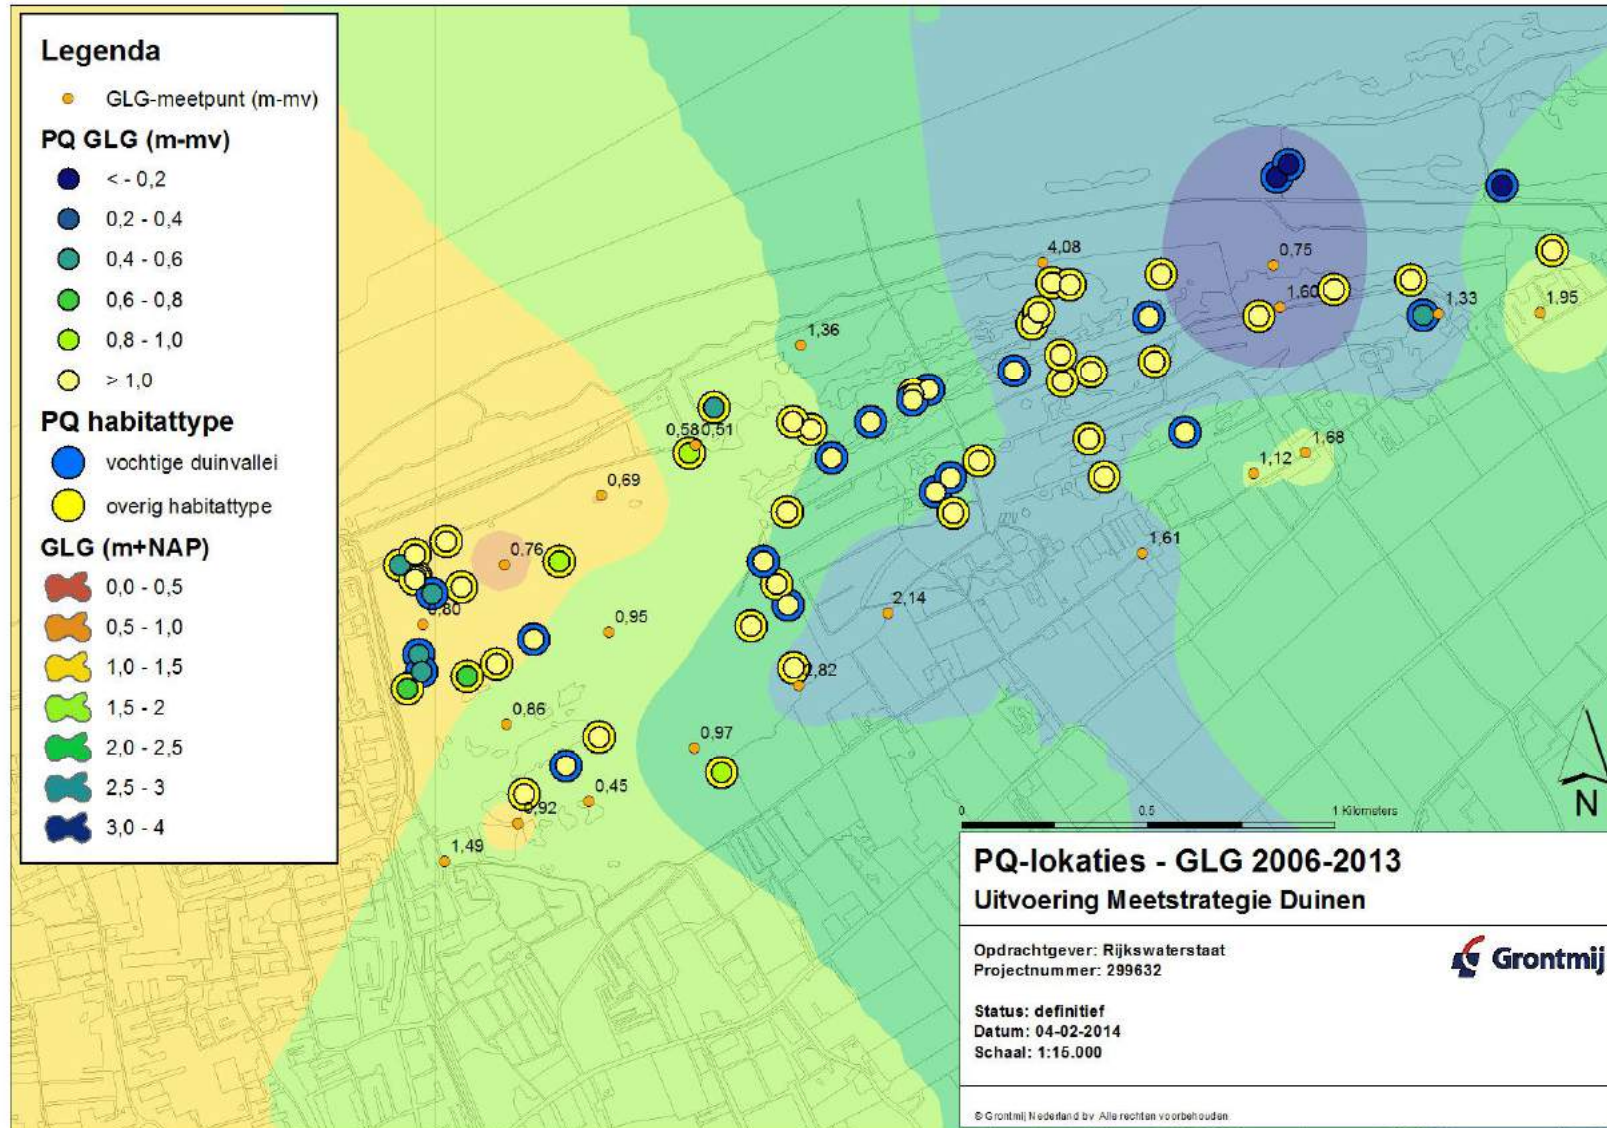 Legenda
GLG-meetpunt (m-mv)
PQ GLG (m-mv)
< - 0,2
0,2 - 0,4
0,4 - 0,6
0,6 - 0,8
0,8 - 1,0
> 1,0
PQ habitattype
vochtige duinvallei
overig habitattype
GLG (m+NAP)
0,0 - 0,5
0,5 - 1,0
1,0 - 1,5
1,5 - 2
2,0 - 2,5
2,5 - 3
3,0 - 4
4,08
0,75
1,60
1,33
1,95
1,36
0,58
0,51
1,68
1,12
0,69
1,61
0,76
0,80
2,14
0,95
2,82
0,86
0,97
0,45
0,92
1,49
N
0 0,5 1 Kilometers
PQ-lokaties - GLG 2006-2013
Uitvoering Meetstrategie Duinen
Opdrachtgever: Rijkswaterstaat
Projectnummer: 299632
Grontmij
Status: definitief
Datum: 04-02-2014
Schaal: 1:15.000
© Grontmij Nederland bv Alle rechten voorbehouden